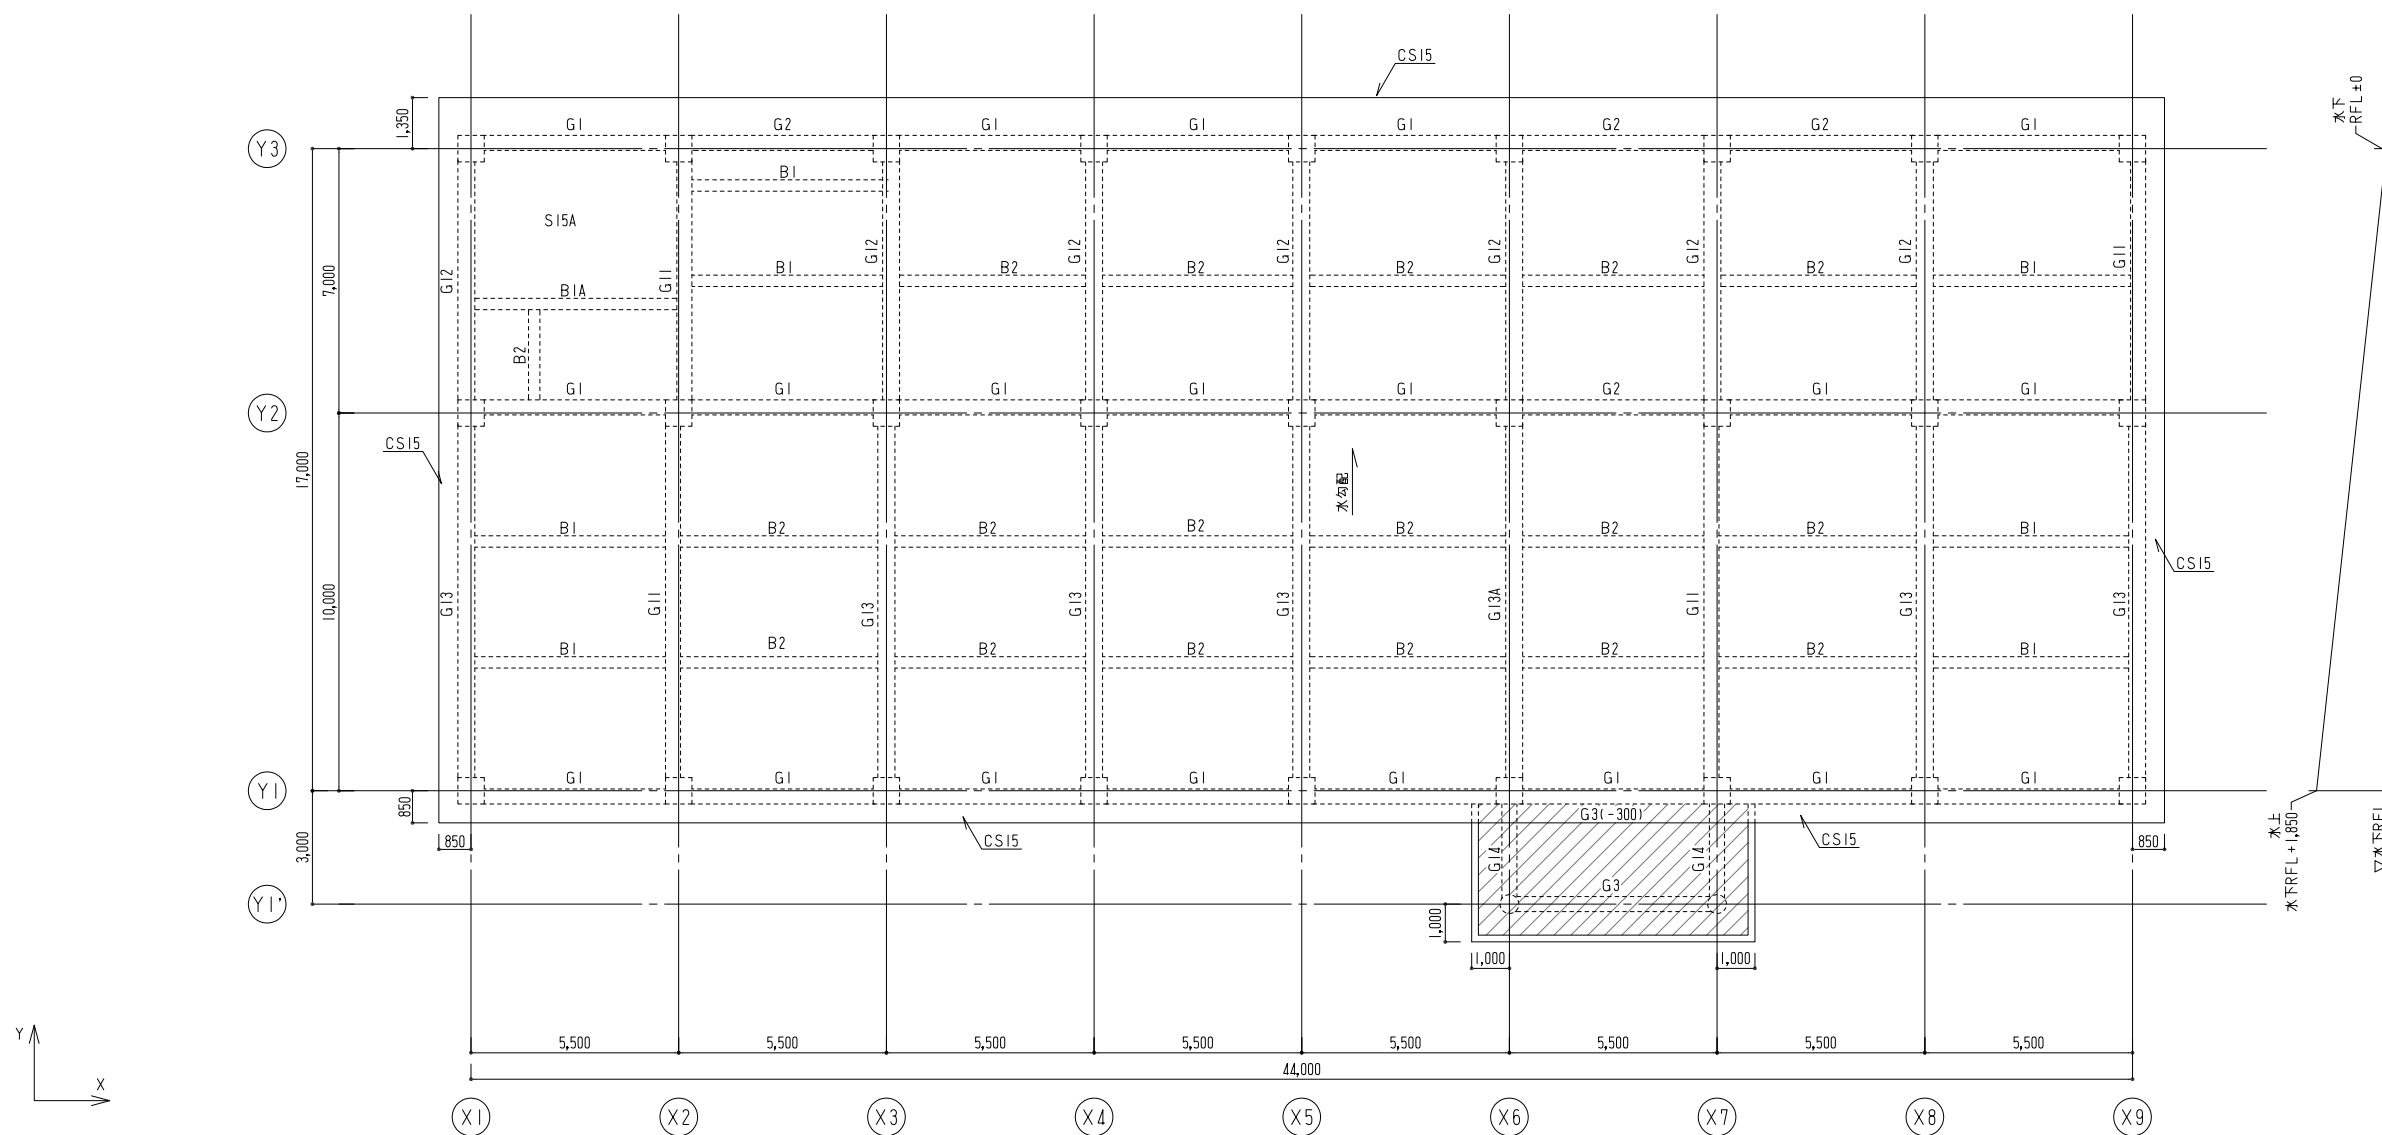 CS15
水下
RFL±0
1,350
G1 G2 G1 G1 G1 G2 G2 G1
Y3
B1
S15A
G12 G12 G12 G12 G12 G12 G11
7,000
G12 G11
B1 B2 B2 B2 B2 B2 B1
B1A
B2
G1 G1 G1 G1 G1 G2 G1 G1
Y2
CS15
17,000
水勾配
B1 B2 B2 B2 B2 B2 B2 B1
CS15
10,000
G13 G11 G13 G13 G13 G13A G11 G13 G13
B1 B2 B2 B2 B2 B2 B2 B1
G1 G1 G1 G1 G1 G1 G1 G1
Y1
850
G3(-300)
水上
水下RFL+1,850
▽水下RFL
850
CS15
CS15
850
3,000
G14 G14
G3
Y1'
1,000
1,000 1,000
Y
X
5,500 5,500 5,500 5,500 5,500 5,500 5,500 5,500
44,000
X1 X2 X3 X4 X5 X6 X7 X8 X9